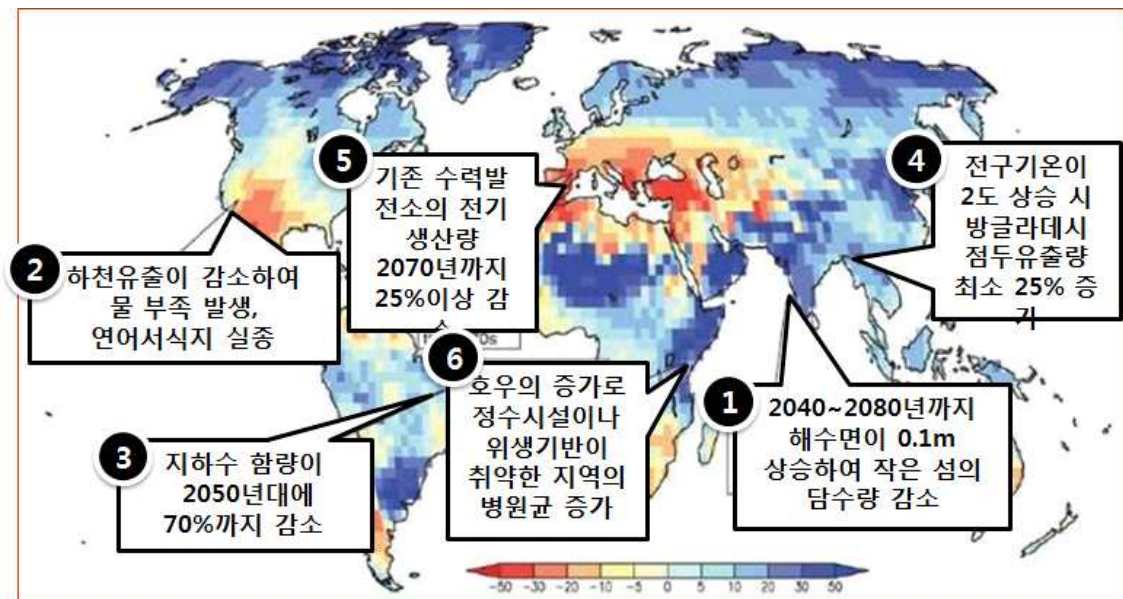 5
기존 수력발
전소의 전기
생산량
2070년까지
25%이상 감
4
전구기온이
2도 상승 시
방글라데시
점두유출량
최소 25% 증
가
2
하천유출이 감소하여
물 부족 발생,
연어서식지 실종
6
호우의 증가로
정수시설이나
위생기반이
취약한 지역의
병원균 증가
1
2040~2080년까지
해수면이 0.1m
상승하여 작은 섬의
담수량 감소
3
지하수 함량이
2050년대에
70%까지 감소
-50 -30 -20 -10 -5 0 5 10 20 30 50